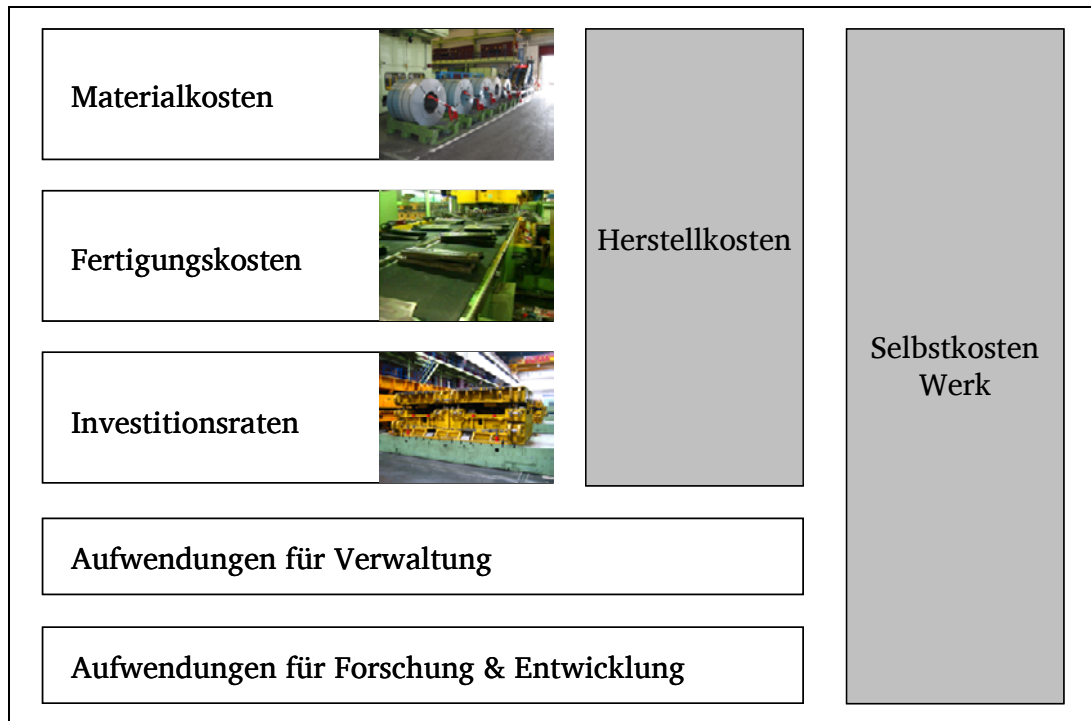 Materialkosten
Fertigungskosten
Herstellkosten
Investitionsraten
Selbstkosten
Werk
Aufwendungen für Verwaltung
Aufwendungen für Forschung & Entwicklung